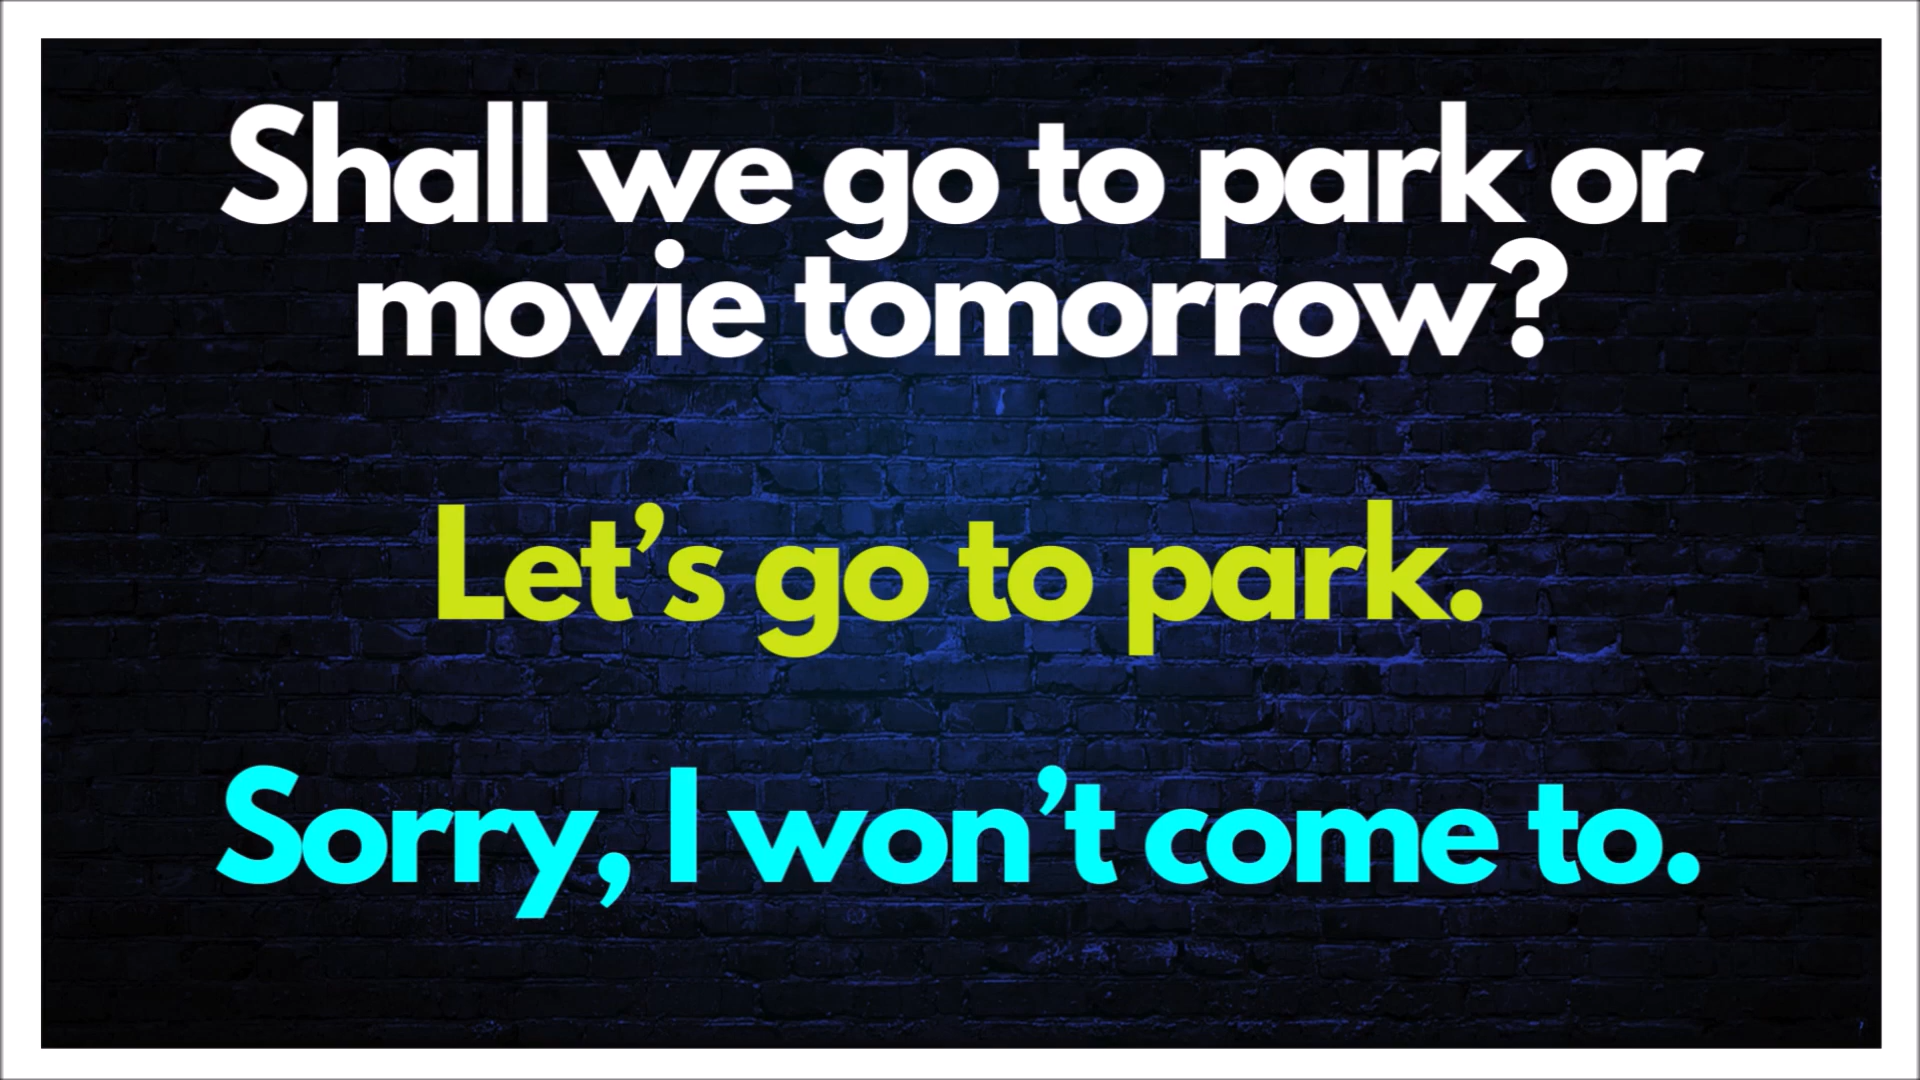 Shall we go to park or
movie tomorrow?
Let’s go to park.
Sorry, I won’t come to.